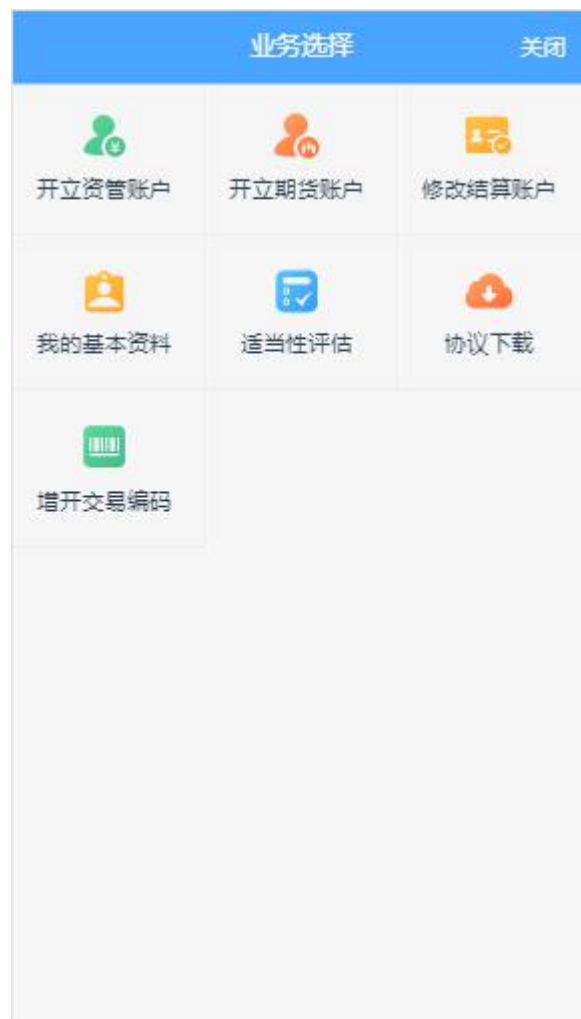 业务选择 关闭
开立资管账户 开立期货账户 修改结算账户
我的基本资料 适当性评估 协议下载
增开交易编码